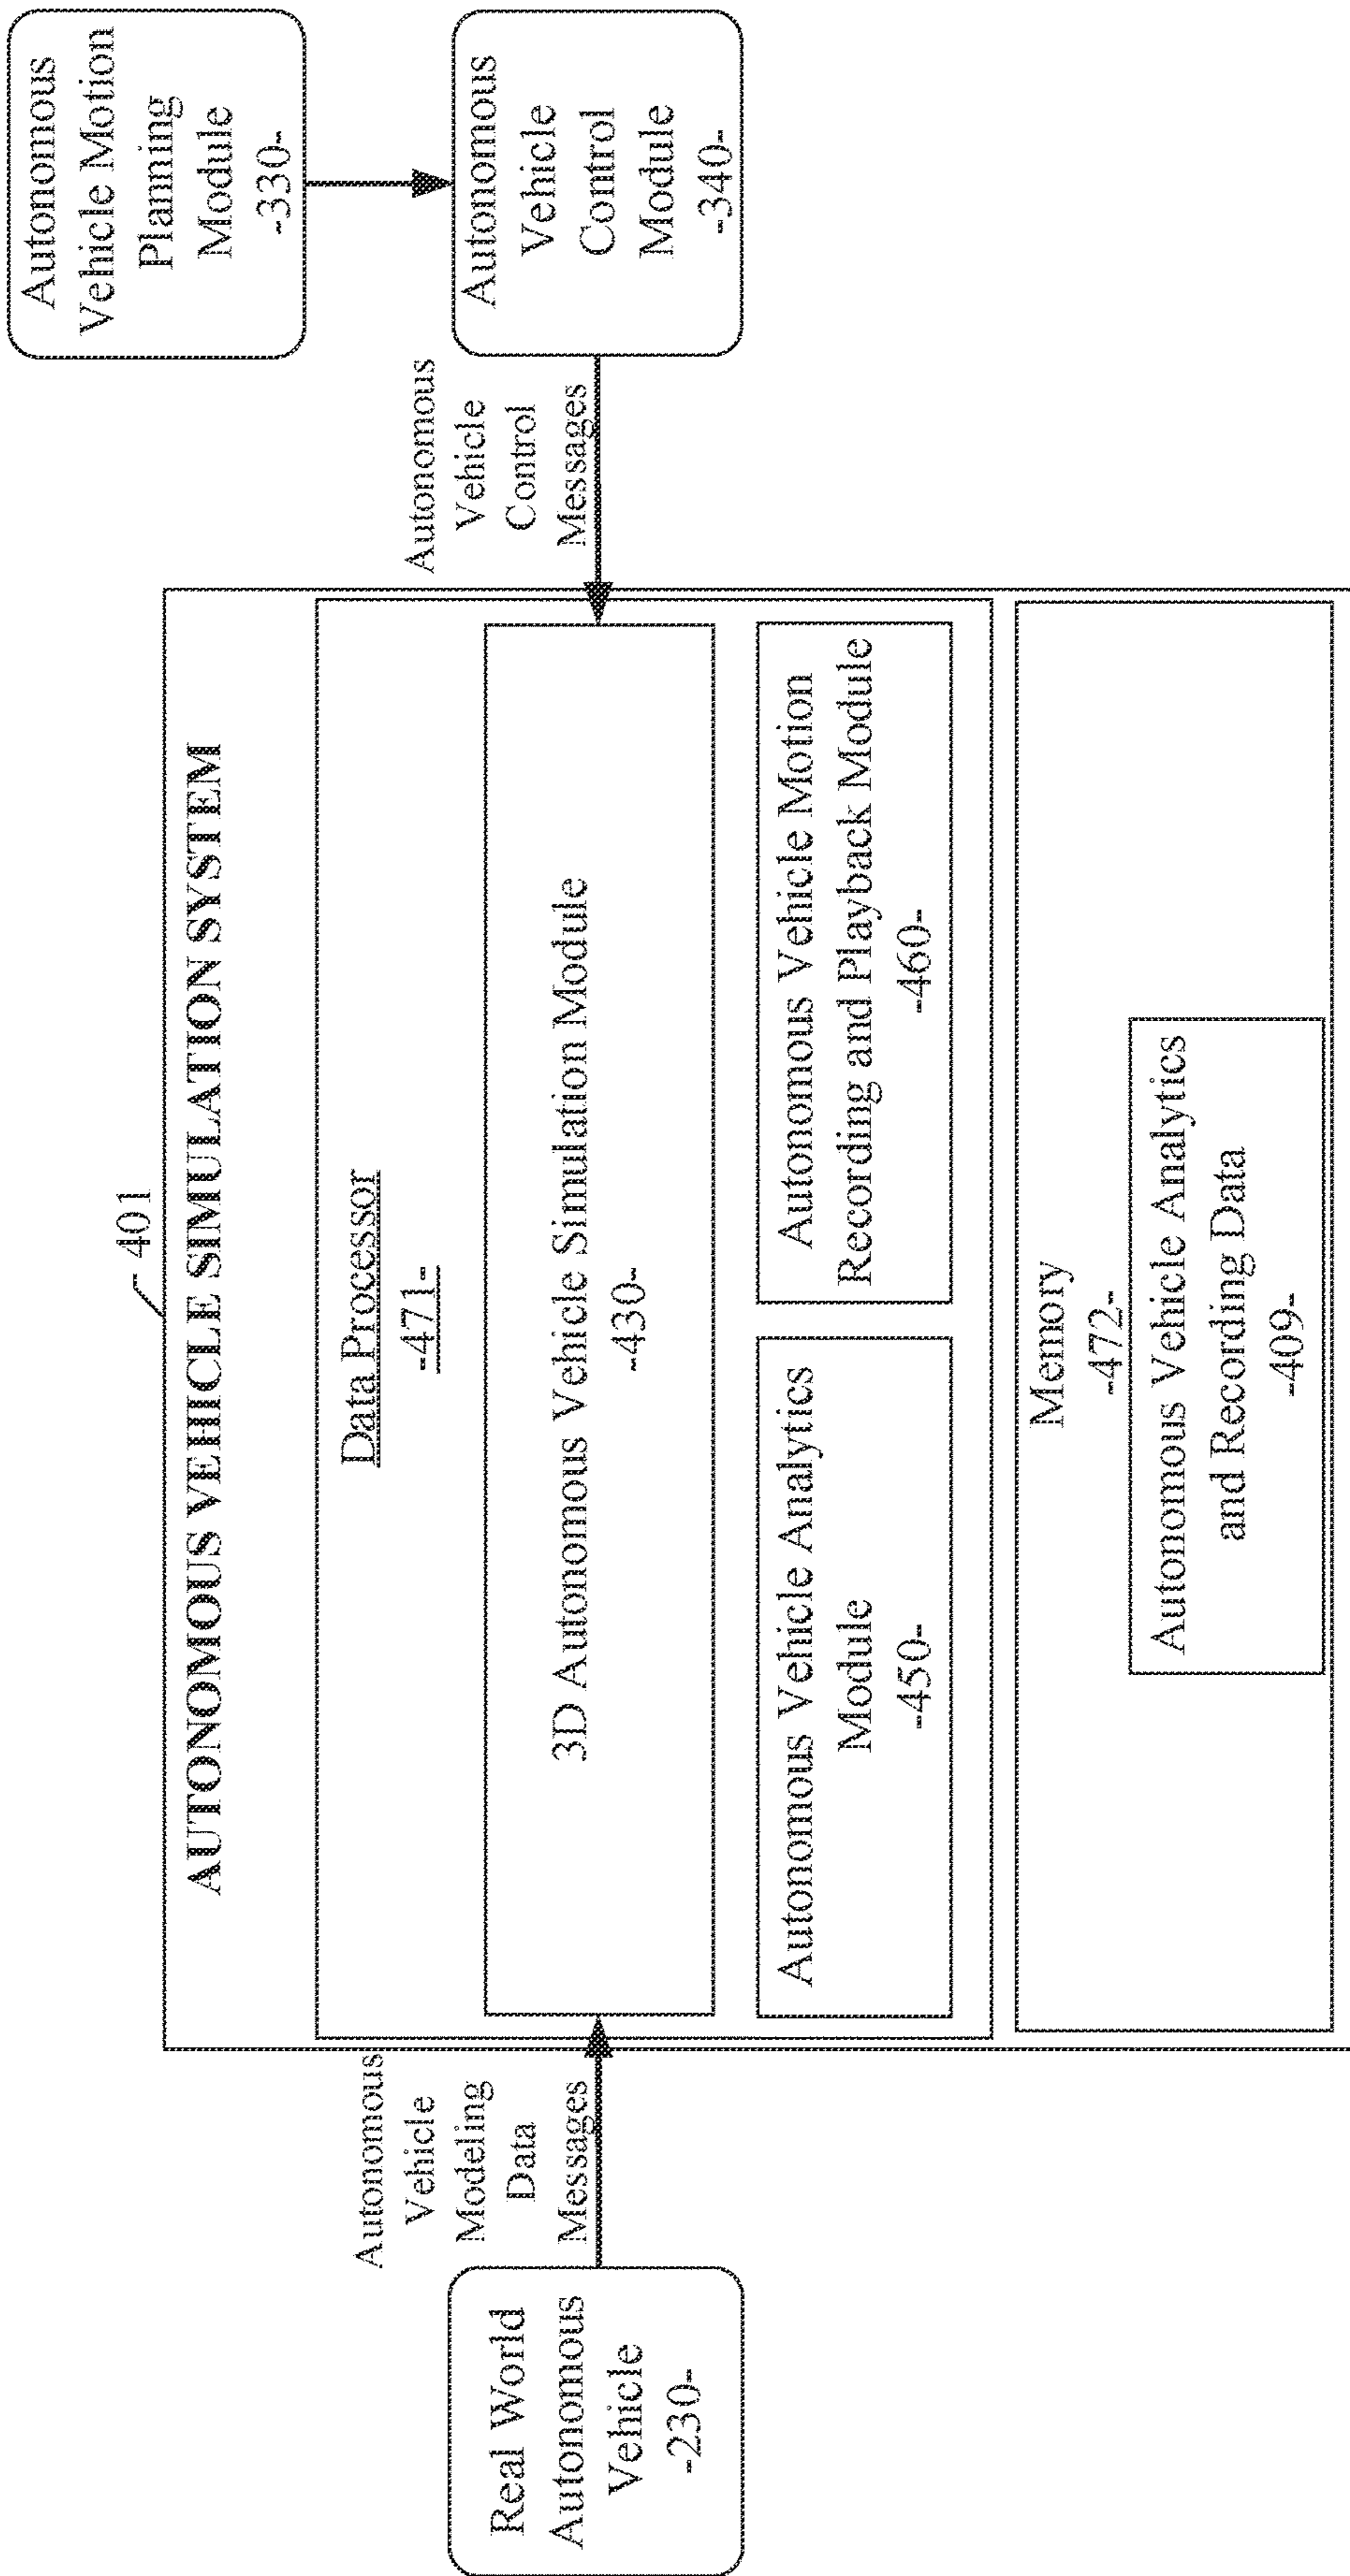 401
AUTONOMOUS VEHICLE SIMULATION SYSTEM
Data Processor
-471-
3D Autonomous Vehicle Simulation Module
-430-
Autonomous Vehicle Analytics
Module
-450-
Autonomous Vehicle Motion
Recording and Playback Module
-460-
Memory
-472-
Autonomous Vehicle Analytics
and Recording Data
-409-
Real World
Autonomous
Vehicle
-230-
Autonomous
Vehicle
Modeling
Data
Messages
Autonomous
Vehicle
Control
Messages
Autonomous
Vehicle Motion
Planning
Module
-330-
Autonomous
Vehicle
Control
Module
-340-